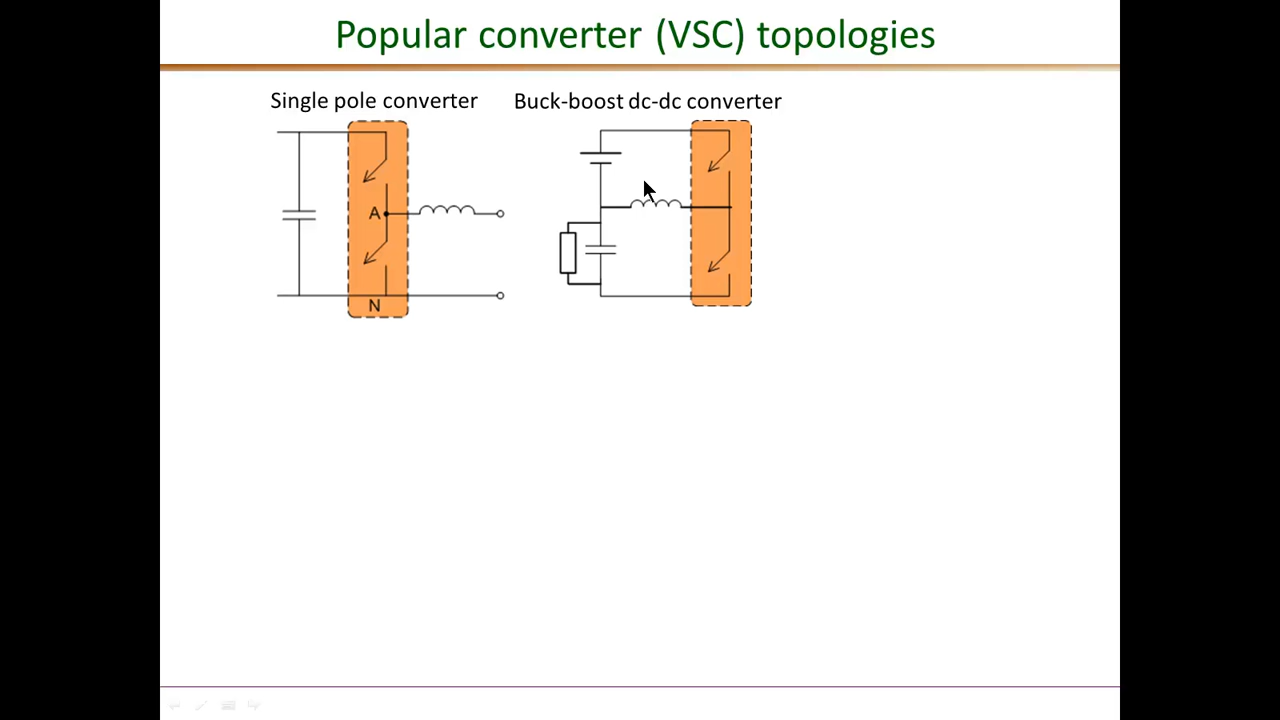 Popular converter (VSC) topologies
Single pole converter
Buck-boost dc-dc converter
A
N